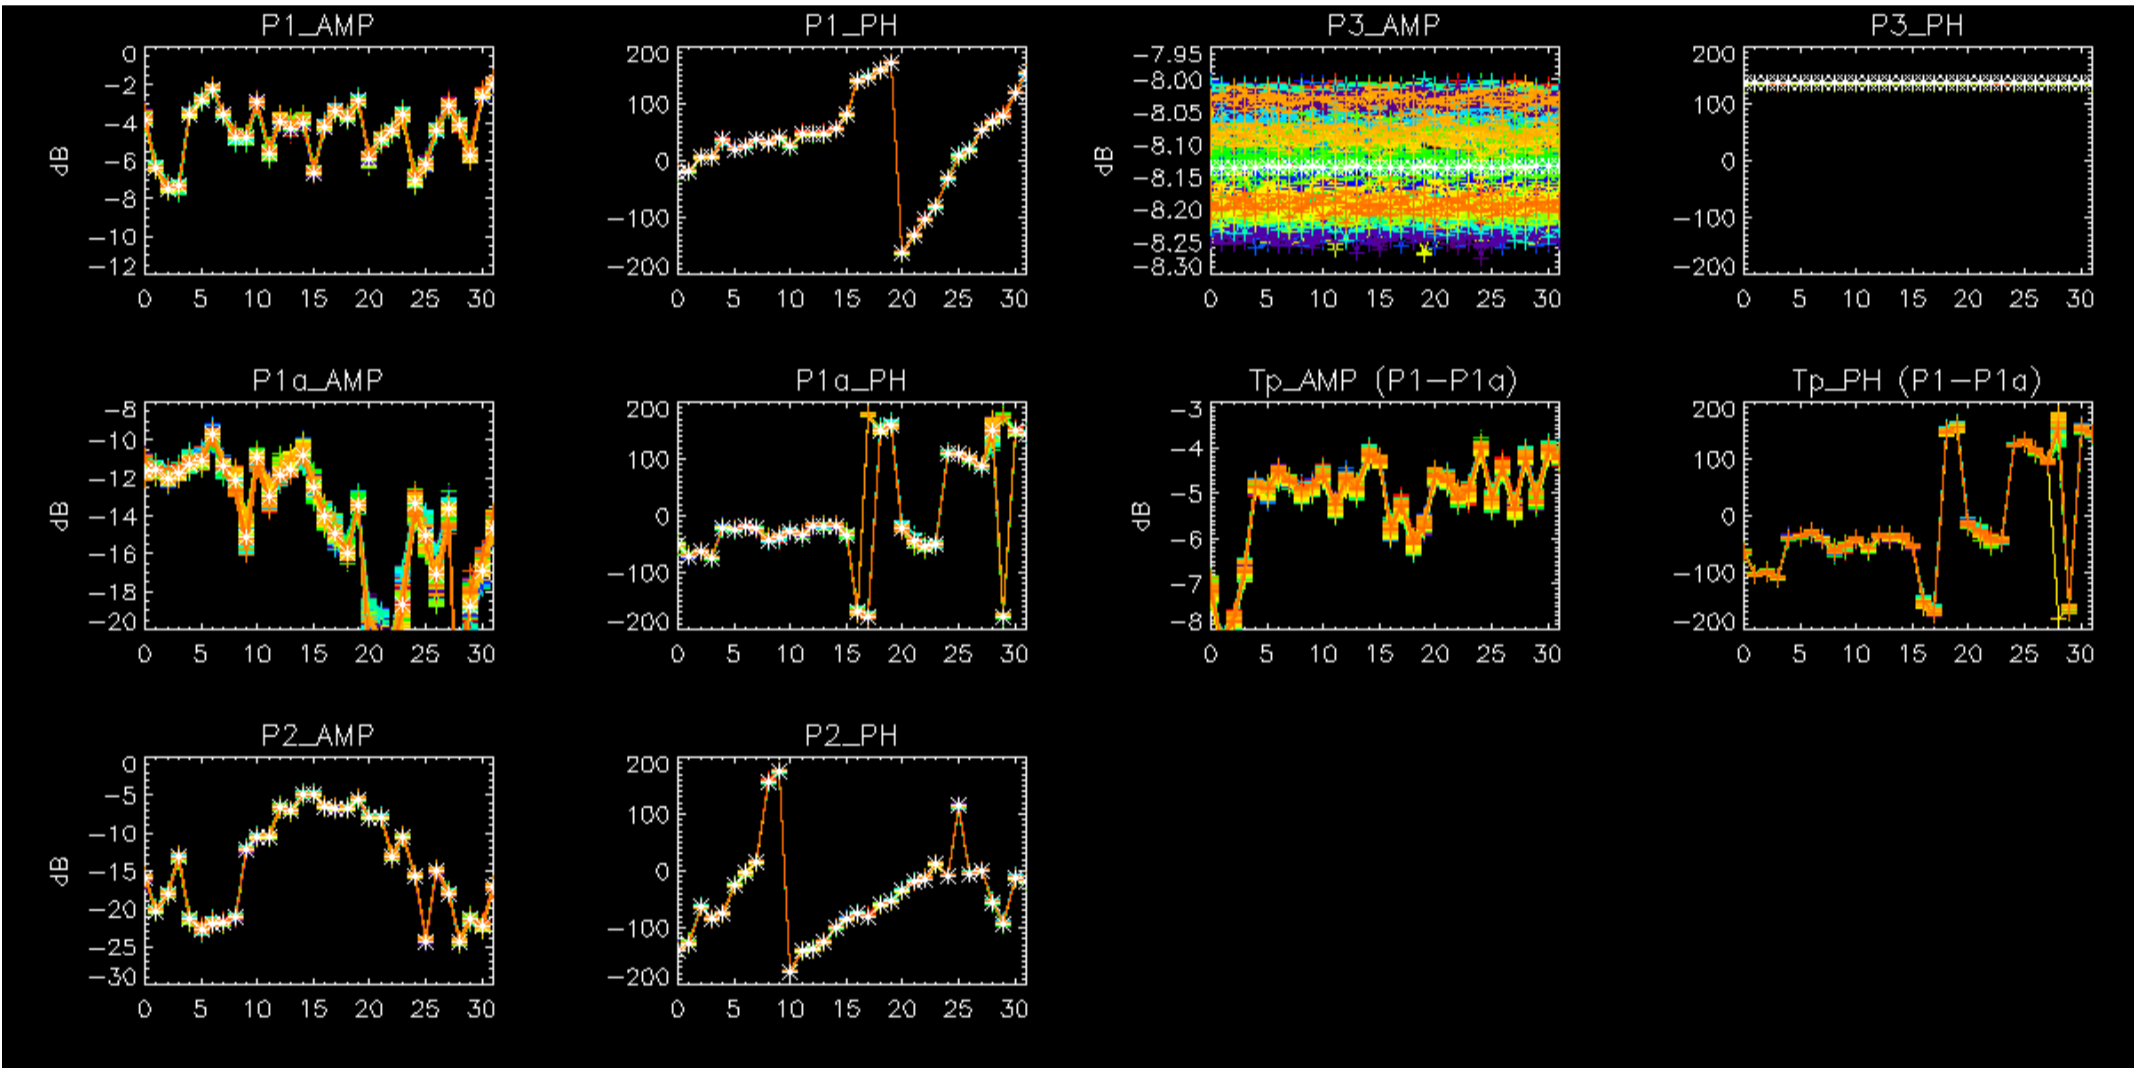 P1_AMP P1_PH P3_AMP P3_PH
0 200 −7.95 200
−2 −8.00
100 −8.05 100
−4 −8.10
dB −6 0 dB −8.15 0
−8 −8.20
−100 −100
−10 −8.25
−12 −200 −8.30 −200
0 5 10 15 20 25 30 0 5 10 15 20 25 30 0 5 10 15 20 25 30 0 5 10 15 20 25 30
P1a_AMP P1a_PH Tp_AMP (P1−P1a) Tp_PH (P1−P1a)
−8 200 −3 200
−10 100 −4 100
−12
dB −14 0 dB −5 0
−16 −6
−100 −100
−18 −7
−20 −200 −8 −200
0 5 10 15 20 25 30 0 5 10 15 20 25 30 0 5 10 15 20 25 30 0 5 10 15 20 25 30
P2_AMP P2_PH
0 200
−5 100
−10
dB −15 0
−20 −100
−25
−30 −200
0 5 10 15 20 25 30 0 5 10 15 20 25 30